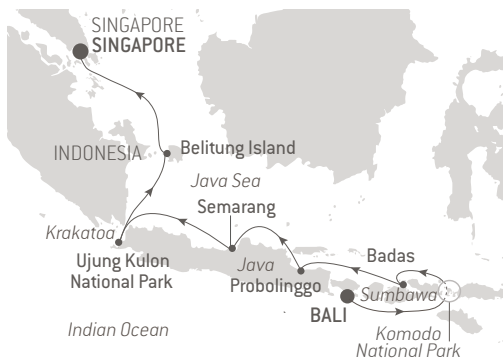 SINGAPORE
SINGAPORE
INDONESIA
Belitung Island
Java Sea
Semarang
Krakatoa
Ujung Kulon
National Park
Java
Probolinggo
Badas
Sumbawa
BALI
Komodo
National Park
Indian Ocean